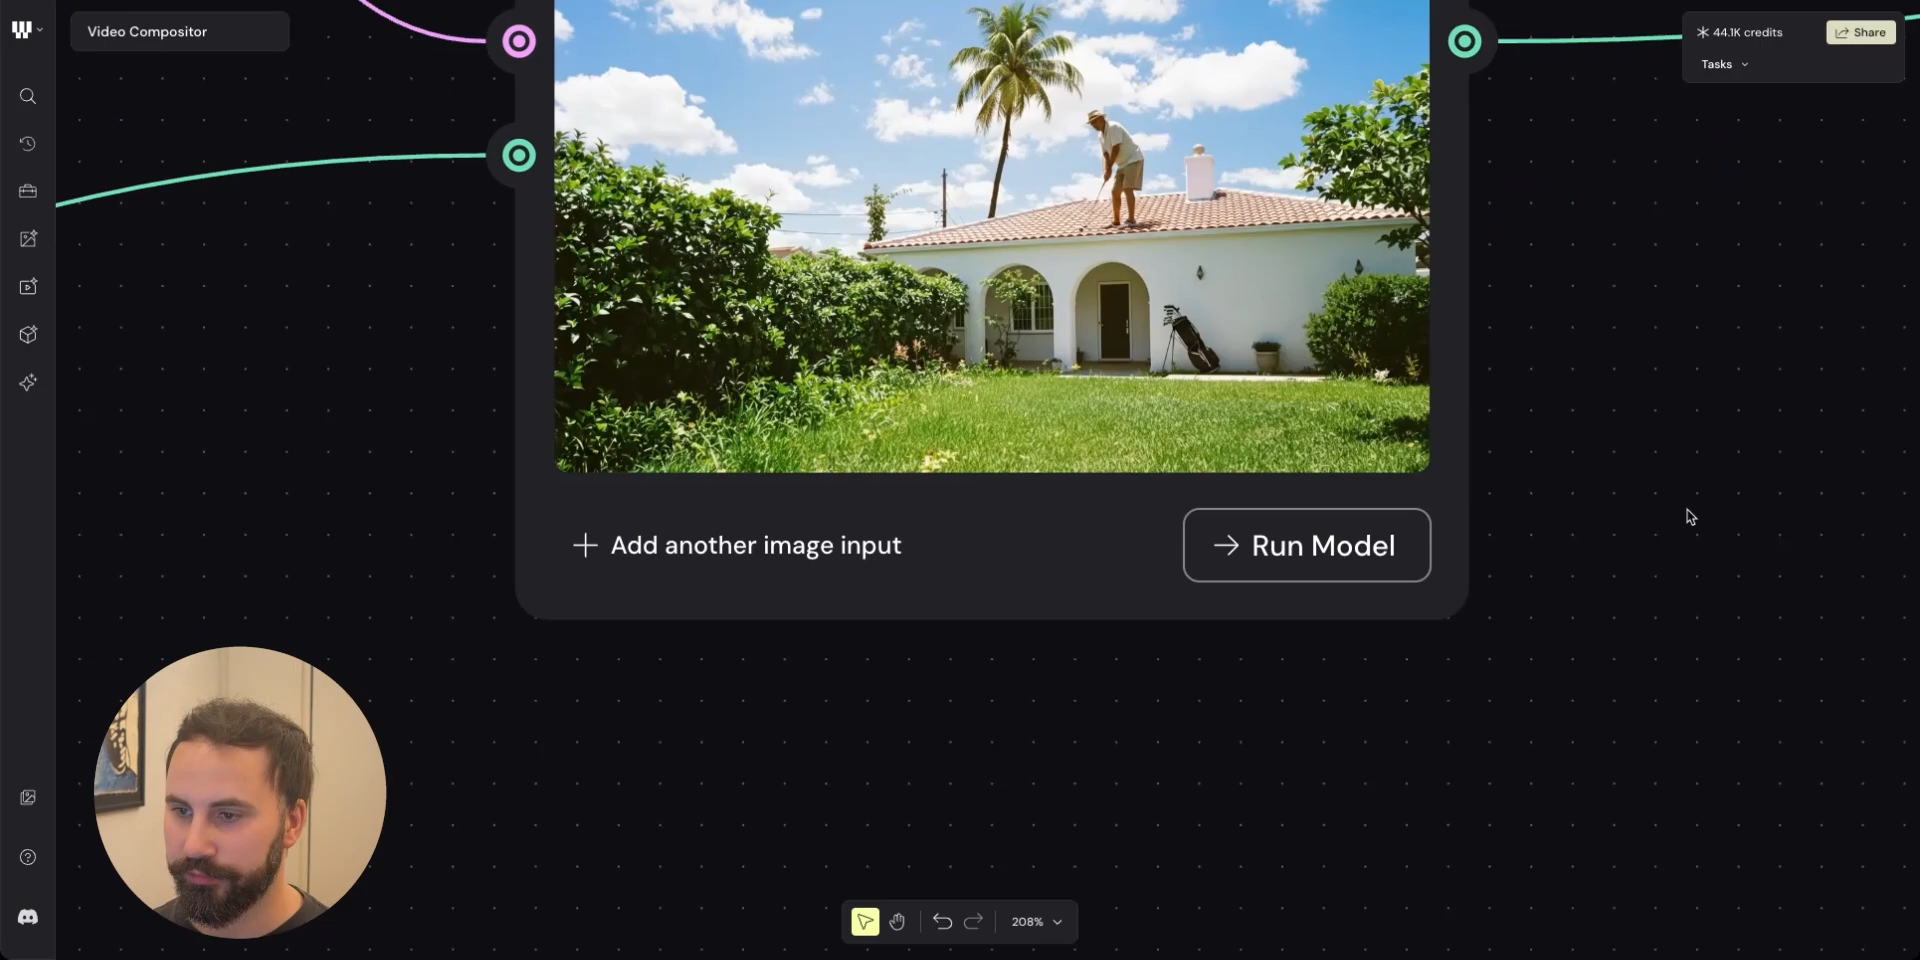 Video Compositor
44.1K credits
Share
Tasks
Add another image input
Run Model
208%